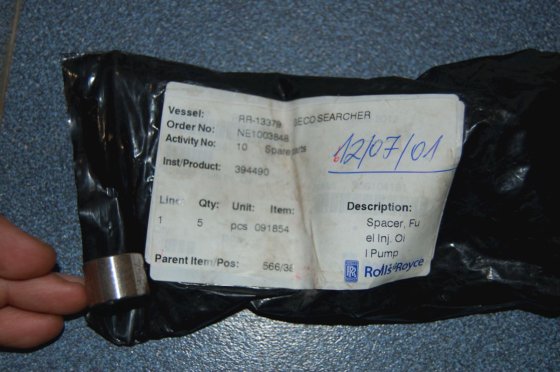 Vessel: RR-13379 GECO SEARCHER
Order No: NE1003848
Activity No: 10 Spare parts
12/07/01
Inst/Product: 394490
Line: Qty: Unit: Item:
1 5 pcs 091854
Description:
Spacer, Fu
el Inj. Oi
l Pump
Parent Item/Pos: 566/38
Rolls-Royce